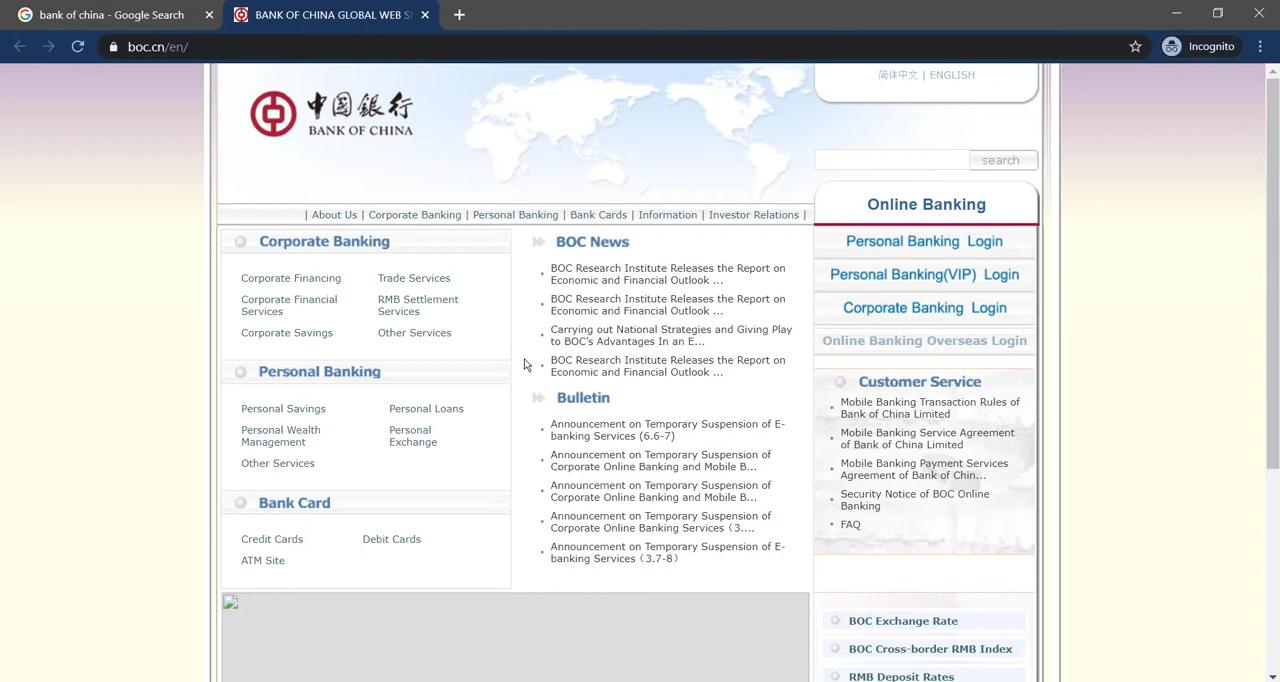 bank of china - Google Search
BANK OF CHINA GLOBAL WEB S
boc.cn/en/
Incognito
简体中文 | ENGLISH
中国銀行
BANK OF CHINA
search
| About Us | Corporate Banking | Personal Banking | Bank Cards | Information | Investor Relations |
Corporate Banking
Corporate Financing
Trade Services
Corporate Financial
Services
RMB Settlement
Services
Corporate Savings
Other Services
Personal Banking
Personal Savings
Personal Loans
Personal Wealth
Management
Personal
Exchange
Other Services
Bank Card
Credit Cards
Debit Cards
ATM Site
BOC News
BOC Research Institute Releases the Report on
Economic and Financial Outlook ...
BOC Research Institute Releases the Report on
Economic and Financial Outlook ...
Carrying out National Strategies and Giving Play
to BOC's Advantages In an E...
BOC Research Institute Releases the Report on
Economic and Financial Outlook ...
Bulletin
Announcement on Temporary Suspension of E-
banking Services (6.6-7)
Announcement on Temporary Suspension of
Corporate Online Banking and Mobile B...
Announcement on Temporary Suspension of
Corporate Online Banking and Mobile B...
Announcement on Temporary Suspension of
Corporate Online Banking Services（3....
Announcement on Temporary Suspension of E-
banking Services（3.7-8）
Online Banking
Personal Banking Login
Personal Banking(VIP) Login
Corporate Banking Login
Online Banking Overseas Login
Customer Service
Mobile Banking Transaction Rules of
Bank of China Limited
Mobile Banking Service Agreement
of Bank of China Limited
Mobile Banking Payment Services
Agreement of Bank of Chin...
Security Notice of BOC Online
Banking
FAQ
BOC Exchange Rate
BOC Cross-border RMB Index
RMB Deposit Rates